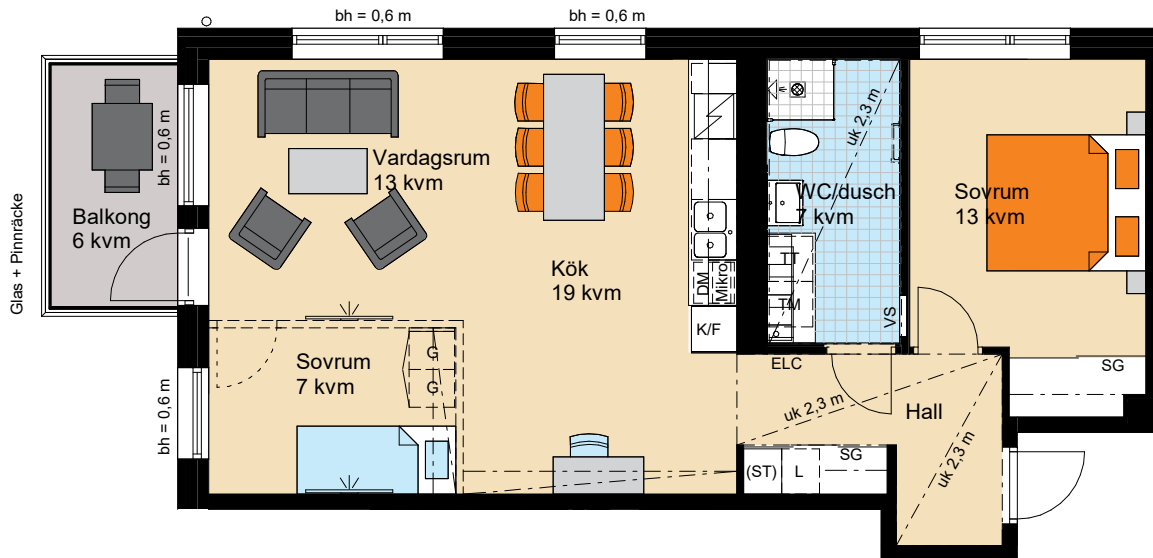 bh = 0,6 m
bh = 0,6 m
bh = 0,6 m
Glas + Pinnräcke
Balkong
6 kvm
Vardagsrum
13 kvm
Kök
19 kvm
DM
Mikro
K/F
uk 2,3 m
WC/dusch
7 kvm
TT
TM
VS
Sovrum
13 kvm
SG
Sovrum
7 kvm
G
G
bh = 0,6 m
ELC
uk 2,3 m
Hall
uk 2,3 m
(ST)
L
SG